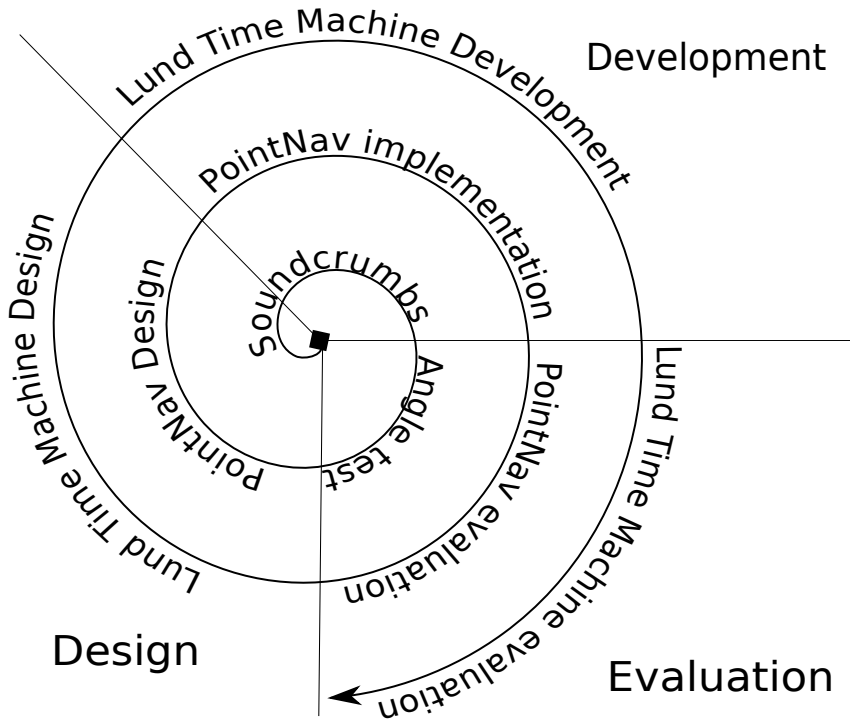 Lund Time Machine Development
Development
PointNav implementation
Soundcrumbs
Lund Time Machine Design
PointNav Design
Angle test
PointNav evaluation
Lund Time Machine evaluation
Design
Evaluation